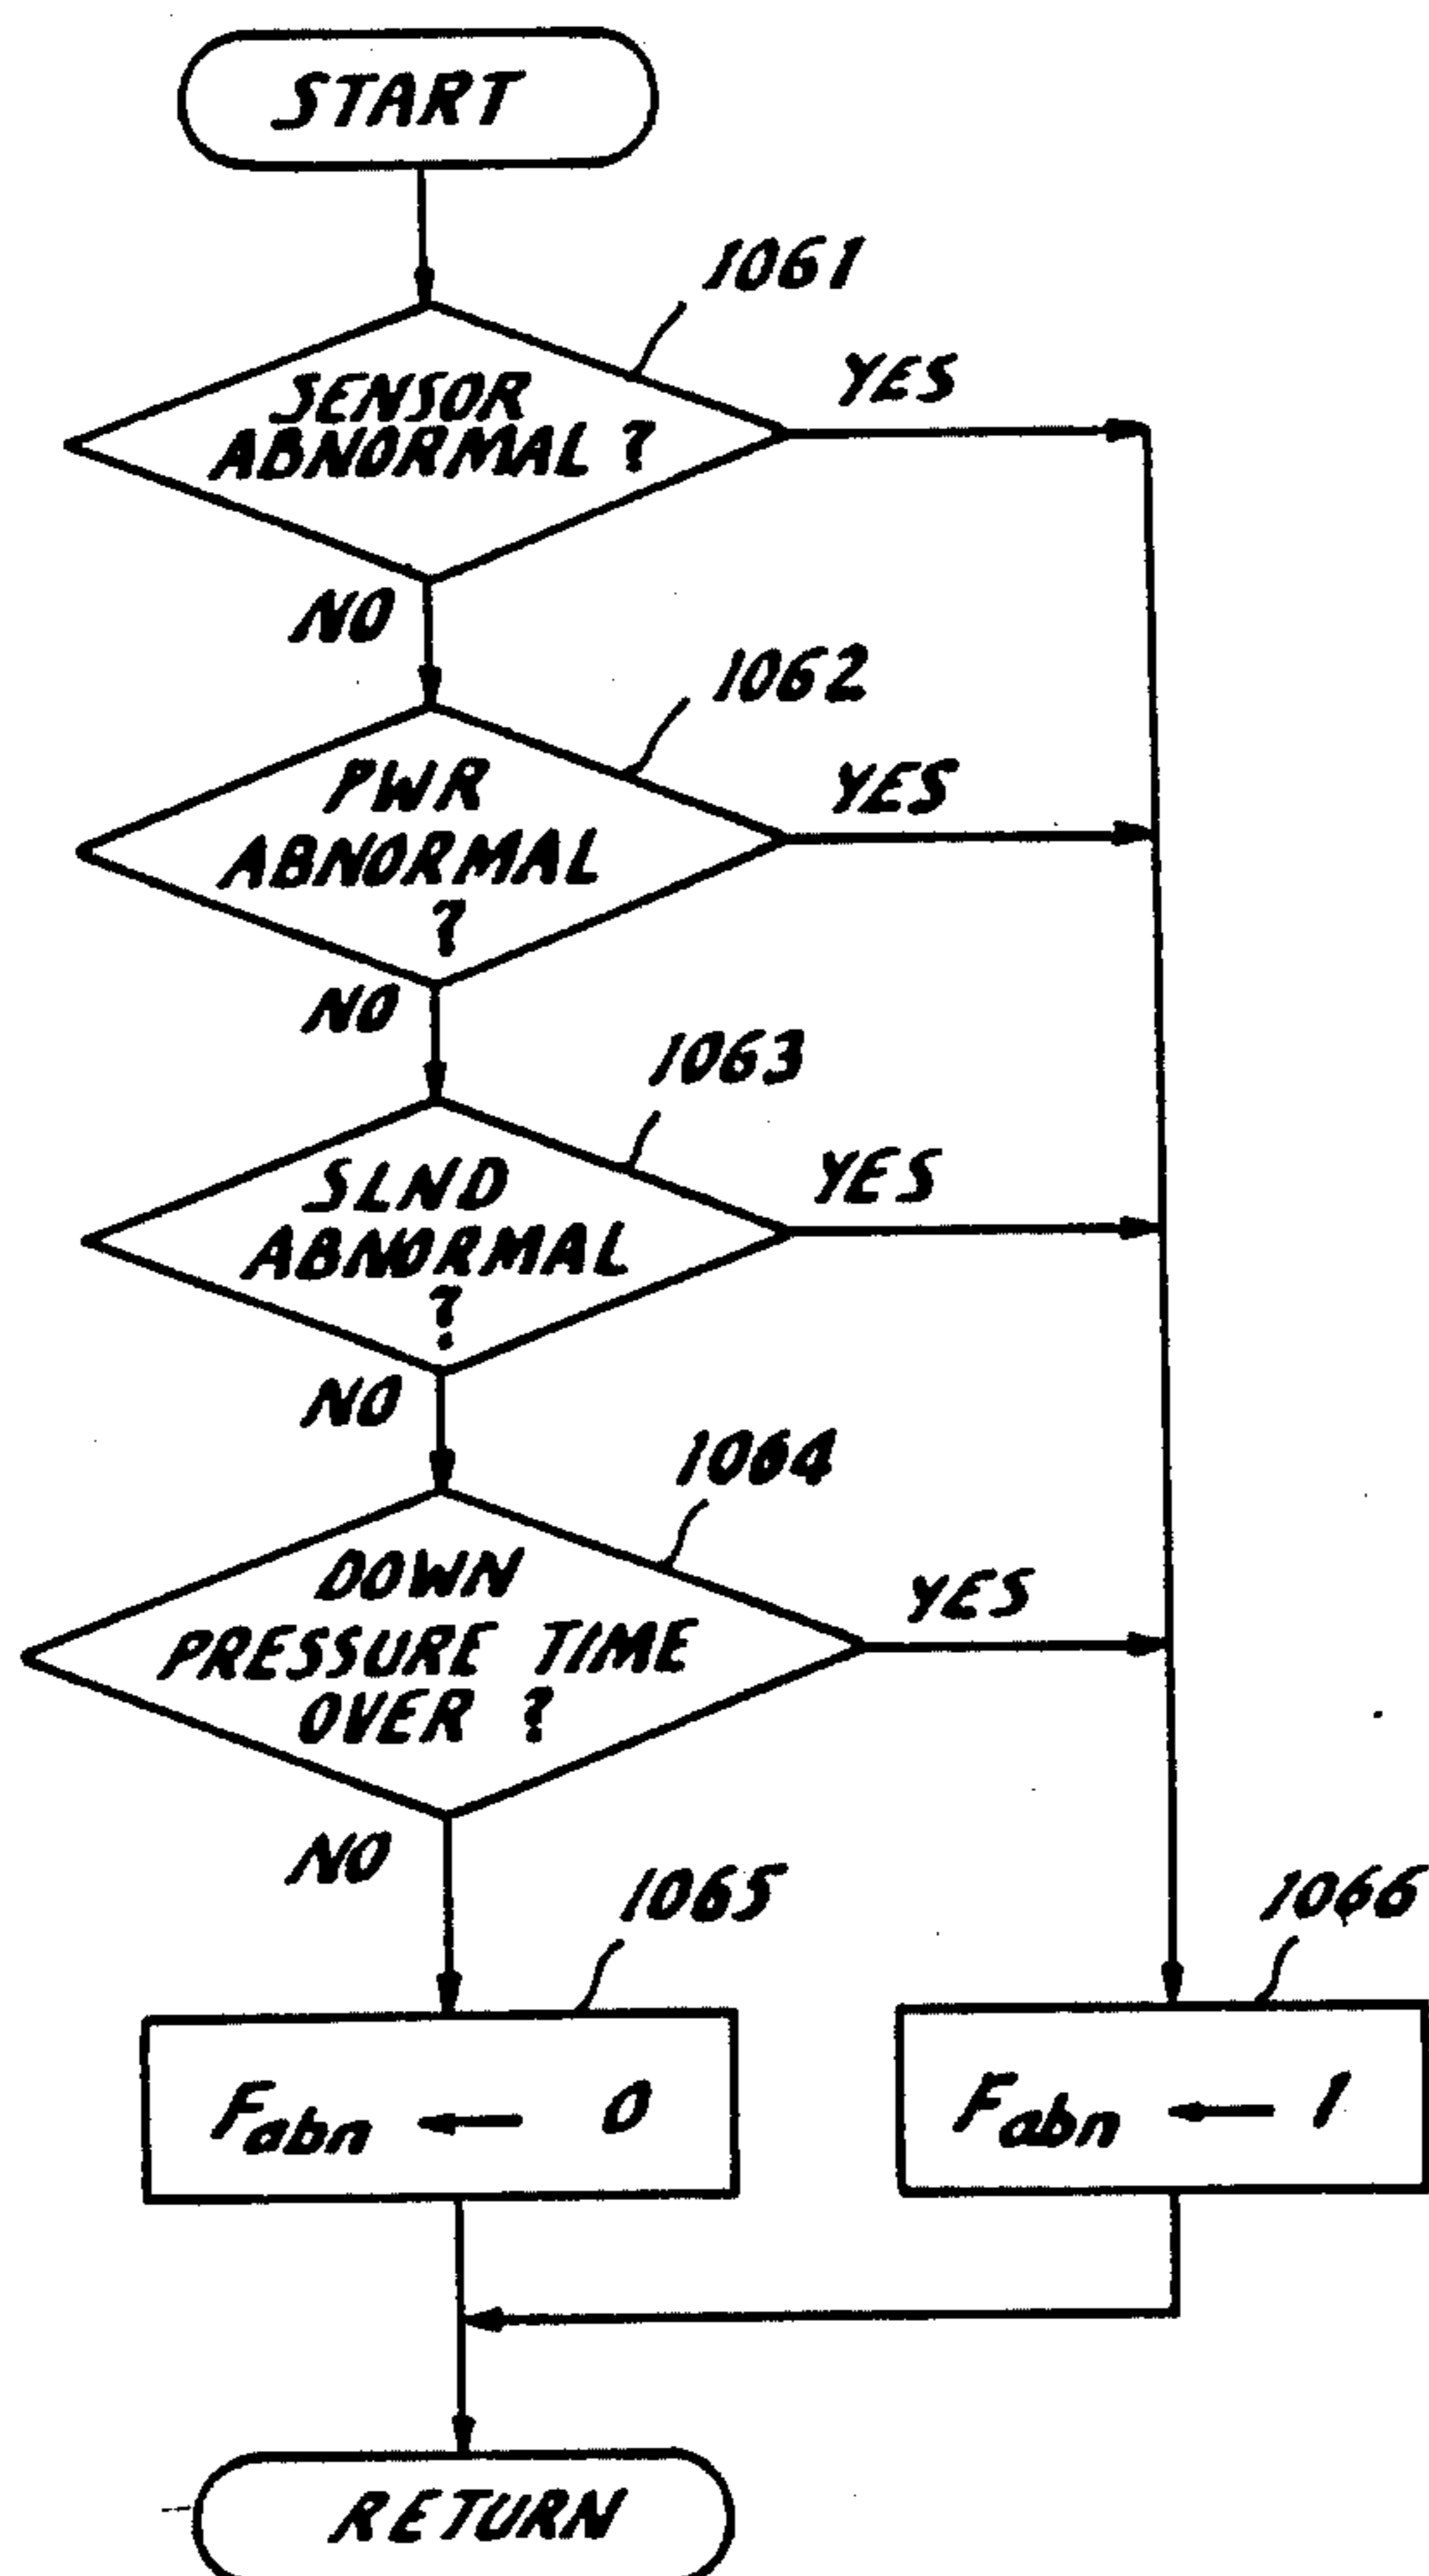 START
1061
SENSOR
ABNORMAL ?
YES
NO
1062
PWR
ABNORMAL
?
YES
NO
1063
SLND
ABNORMAL
?
YES
NO
1064
DOWN
PRESSURE TIME
OVER ?
YES
NO
1065
1066
Fabn ← 0
Fabn ← 1
RETURN